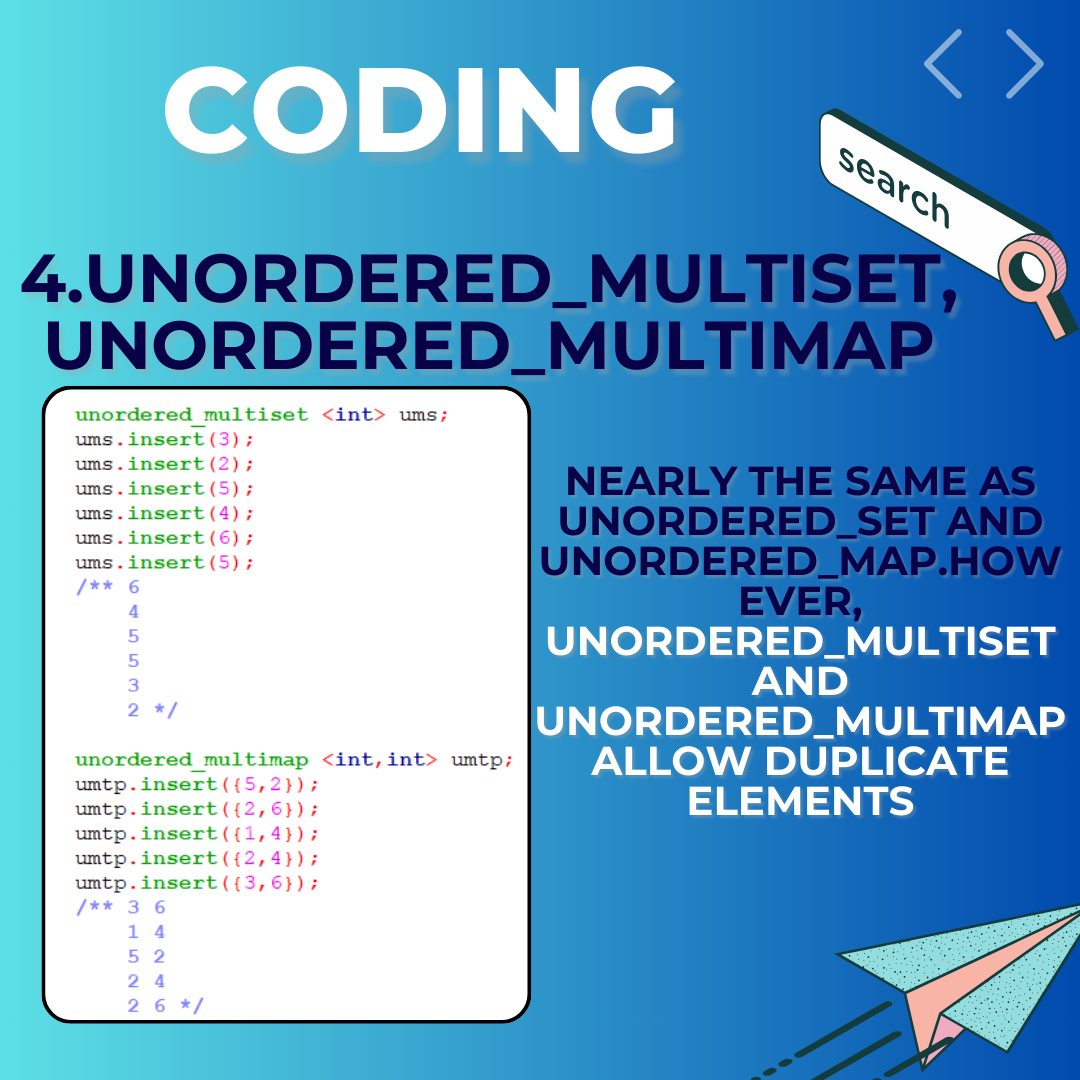 CODING
search
4.UNORDERED_MULTISET,
UNORDERED_MULTIMAP
unordered_multiset <int> ums;
ums.insert(3);
ums.insert(2);
ums.insert(5);
ums.insert(4);
ums.insert(6);
ums.insert(5);
/** 6
4
5
5
3
2 */
unordered_multimap <int,int> umtp;
umtp.insert({5,2});
umtp.insert({2,6});
umtp.insert({1,4});
umtp.insert({2,4});
umtp.insert({3,6});
/** 3 6
1 4
5 2
2 4
2 6 */
NEARLY THE SAME AS
UNORDERED_SET AND
UNORDERED_MAP.HOW
EVER,
UNORDERED_MULTISET
AND
UNORDERED_MULTIMAP
ALLOW DUPLICATE
ELEMENTS